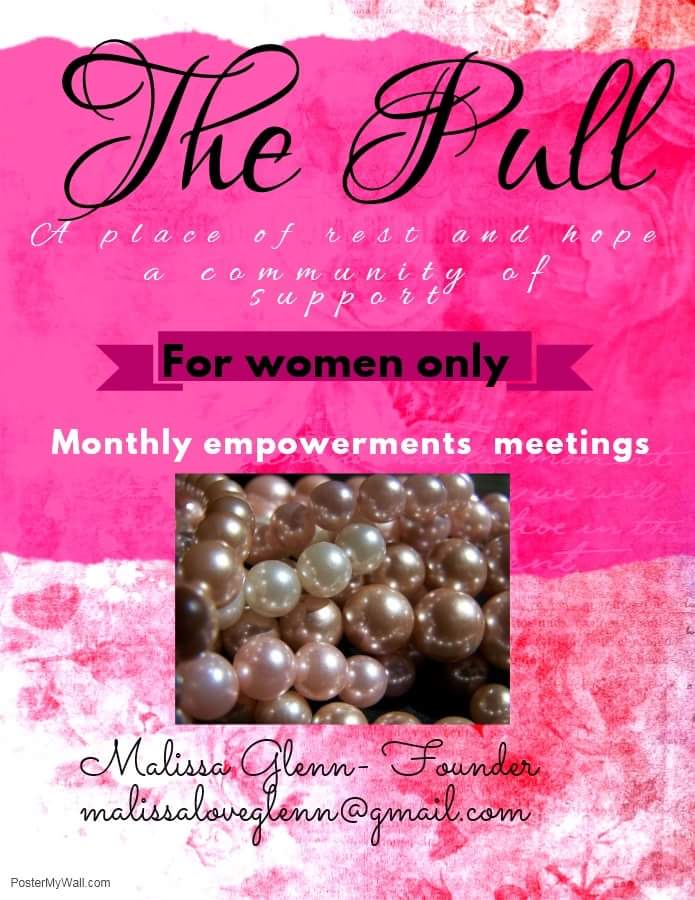 The Pull
A place of rest and hope
a community of
support
For women only
Monthly empowerments meetings
Malissa Glenn- Founder
malissaloveglenn@gmail.com
PosterMyWall.com